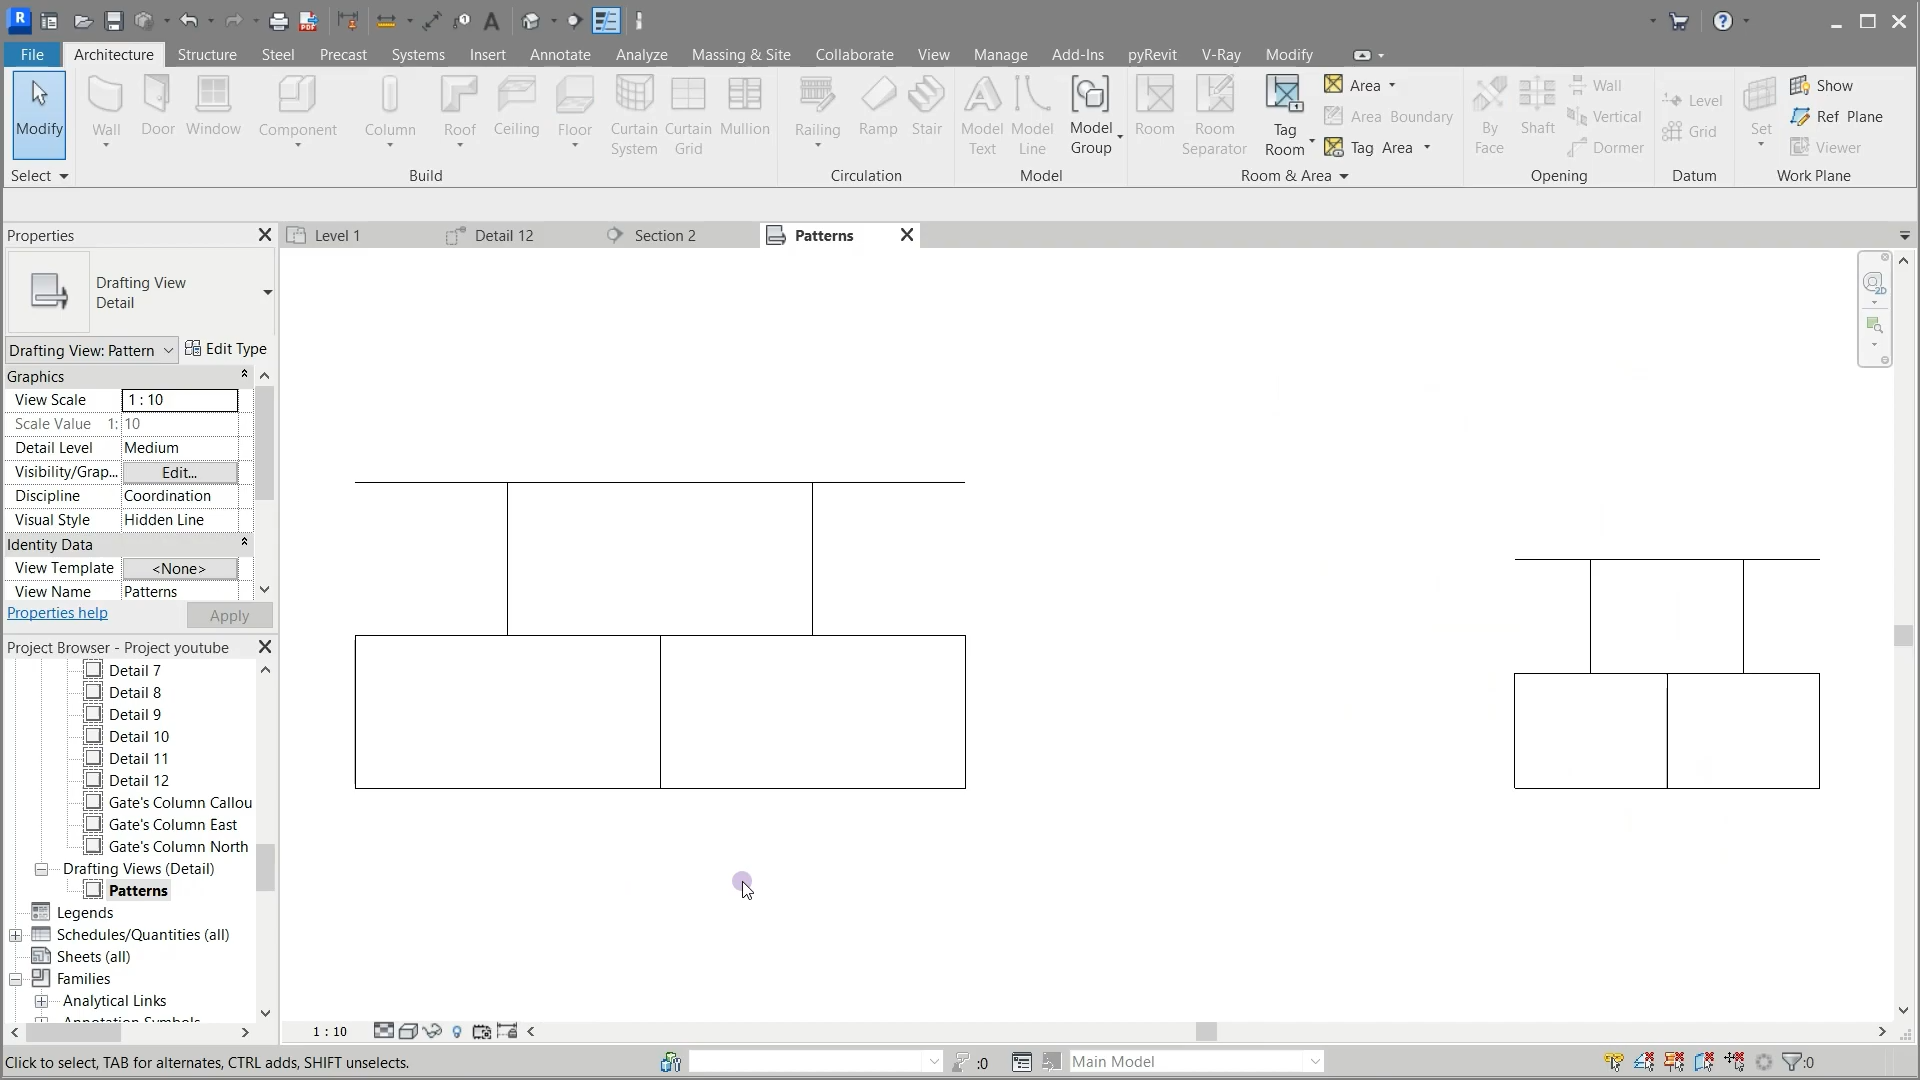 R PDF A
File Architecture Structure Steel Precast Systems Insert Annotate Analyze Massing & Site Collaborate View Manage Add-Ins pyRevit V-Ray Modify
Modify Wall Door Window Component Column Roof Ceiling Floor Curtain System Curtain Grid Mullion Railing Ramp Stair Model Text Model Line Model Group Room Room Separator Tag Room
Area By Face Shaft Wall Level Set Show
Area Boundary Vertical Grid Ref Plane
Tag Area Dormer Viewer
Select Build Circulation Model Room & Area Opening Datum Work Plane
Properties
Level 1 Detail 12 Section 2 Patterns
2D
Drafting View
Detail
Drafting View: Pattern Edit Type
Graphics
View Scale 1 : 10
Scale Value 1: 10
Detail Level Medium
Visibility/Grap... Edit...
Discipline Coordination
Visual Style Hidden Line
Identity Data
View Template <None>
View Name Patterns
Properties help Apply
Project Browser - Project youtube
Detail 7
Detail 8
Detail 9
Detail 10
Detail 11
Detail 12
Gate's Column Callou
Gate's Column East
Gate's Column North
Drafting Views (Detail)
Patterns
Legends
Schedules/Quantities (all)
Sheets (all)
Families
Analytical Links
Annotation Symbols
1 : 10
Click to select, TAB for alternates, CTRL adds, SHIFT unselects.
:0
Main Model
:0